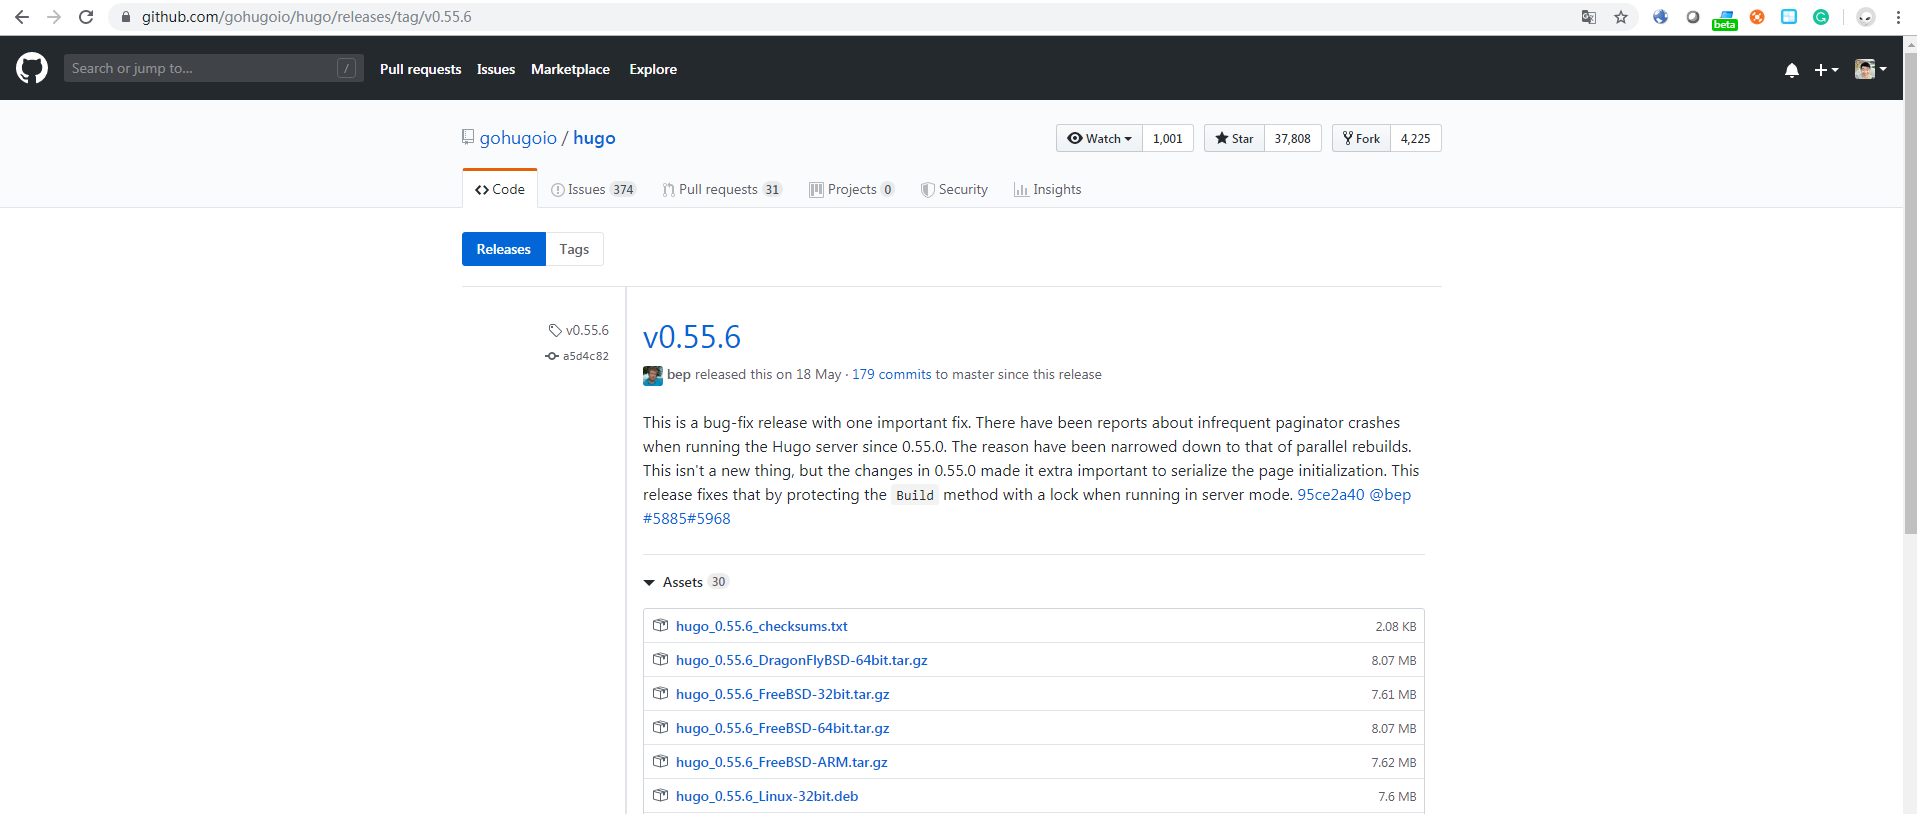 github.com/gohugoio/hugo/releases/tag/v0.55.6
beta
Search or jump to... /
Pull requests Issues Marketplace Explore
gohugoio / hugo
Watch 1,001 Star 37,808 Fork 4,225
Code Issues 374 Pull requests 31 Projects 0 Security Insights
Releases Tags
v0.55.6
a5d4c82
v0.55.6
bep released this on 18 May · 179 commits to master since this release
This is a bug-fix release with one important fix. There have been reports about infrequent paginator crashes
when running the Hugo server since 0.55.0. The reason have been narrowed down to that of parallel rebuilds.
This isn't a new thing, but the changes in 0.55.0 made it extra important to serialize the page initialization. This
release fixes that by protecting the Build method with a lock when running in server mode. 95ce2a40 @bep
#5885#5968
Assets 30
hugo_0.55.6_checksums.txt 2.08 KB
hugo_0.55.6_DragonFlyBSD-64bit.tar.gz 8.07 MB
hugo_0.55.6_FreeBSD-32bit.tar.gz 7.61 MB
hugo_0.55.6_FreeBSD-64bit.tar.gz 8.07 MB
hugo_0.55.6_FreeBSD-ARM.tar.gz 7.62 MB
hugo_0.55.6_Linux-32bit.deb 7.6 MB